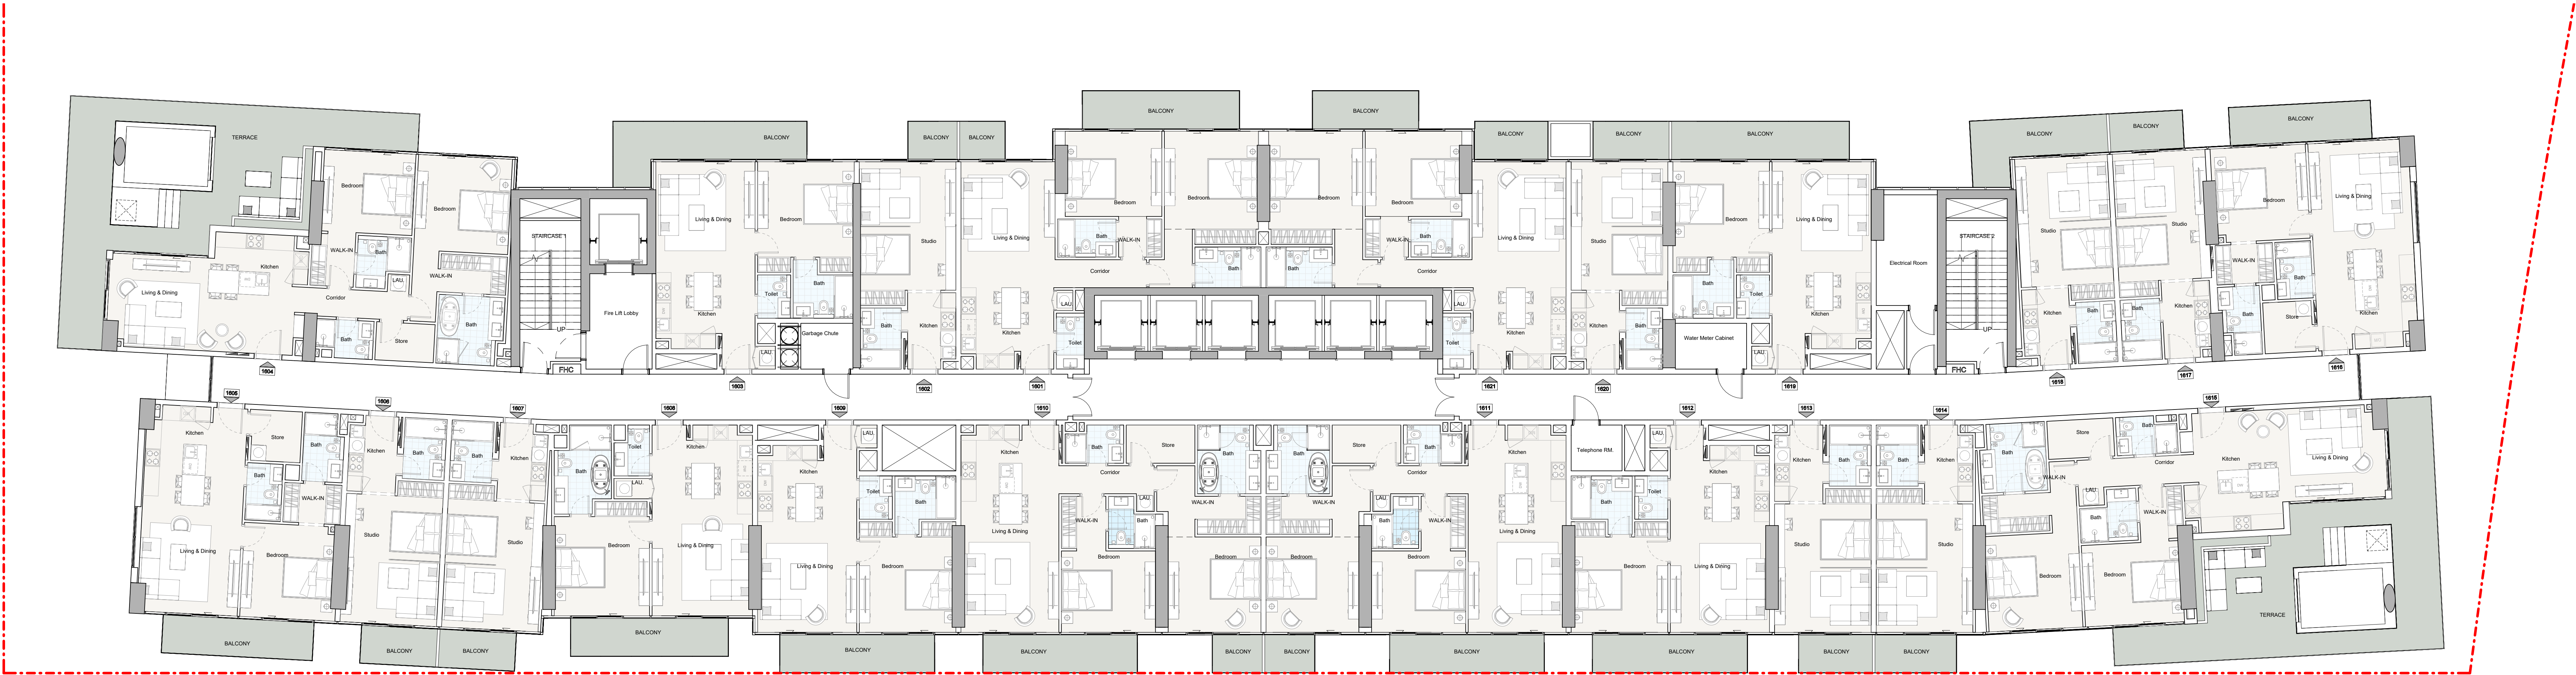 BALCONY
BALCONY
TERRACE
BALCONY
BALCONY
BALCONY
BALCONY
BALCONY
BALCONY
BALCONY
BALCONY
BALCONY
Bedroom
Bedroom
WALK-IN
Bath
LAU.
WALK-IN
Kitchen
Living & Dining
Corridor
Bath
Store
Bath
1604
STAIRCASE 1
UP
FHC
Fire Lift Lobby
Living & Dining
Bedroom
Toilet
Bath
Kitchen
LAU.
Garbage Chute
1603
Studio
Bath
Kitchen
1602
Living & Dining
Kitchen
1601
Bedroom
Bedroom
Bath
WALK-IN
Corridor
Bath
LAU.
Toilet
Bedroom
Bedroom
WALK-IN
Bath
Bath
Corridor
LAU.
Toilet
Living & Dining
Kitchen
1621
Studio
Kitchen
Bath
1620
Bedroom
Living & Dining
Bath
Toilet
Kitchen
Water Meter Cabinet
LAU.
1619
Electrical Room
STAIRCASE 2
UP
FHC
Studio
Kitchen
Bath
1618
Studio
Bath
Kitchen
1617
Bedroom
Living & Dining
WALK-IN
Bath
Bath
Store
Kitchen
1616
1605
Kitchen
Store
Bath
Bath
WALK-IN
Living & Dining
Bedroom
1606
Kitchen
Bath
Studio
1607
Bath
Kitchen
Studio
1608
Toilet
Kitchen
Bath
LAU.
Bedroom
Living & Dining
1609
LAU.
Kitchen
Toilet
Bath
Living & Dining
Bedroom
1610
Kitchen
Bath
Store
Bath
Corridor
LAU.
WALK-IN
WALK-IN
Bath
Living & Dining
Bedroom
Bedroom
1611
Bath
Store
Bath
Kitchen
Corridor
WALK-IN
LAU.
Bath
WALK-IN
Living & Dining
Bedroom
Bedroom
Telephone RM.
LAU.
1612
Kitchen
Bath
Toilet
Bedroom
Living & Dining
1613
Kitchen
Bath
Studio
1614
Bath
Kitchen
Studio
1615
Bath
Store
Bath
Corridor
WALK-IN
LAU.
Bath
WALK-IN
Kitchen
Living & Dining
Bedroom
Bedroom
TERRACE
BALCONY
BALCONY
BALCONY
BALCONY
BALCONY
BALCONY
BALCONY
BALCONY
BALCONY
BALCONY
BALCONY
BALCONY